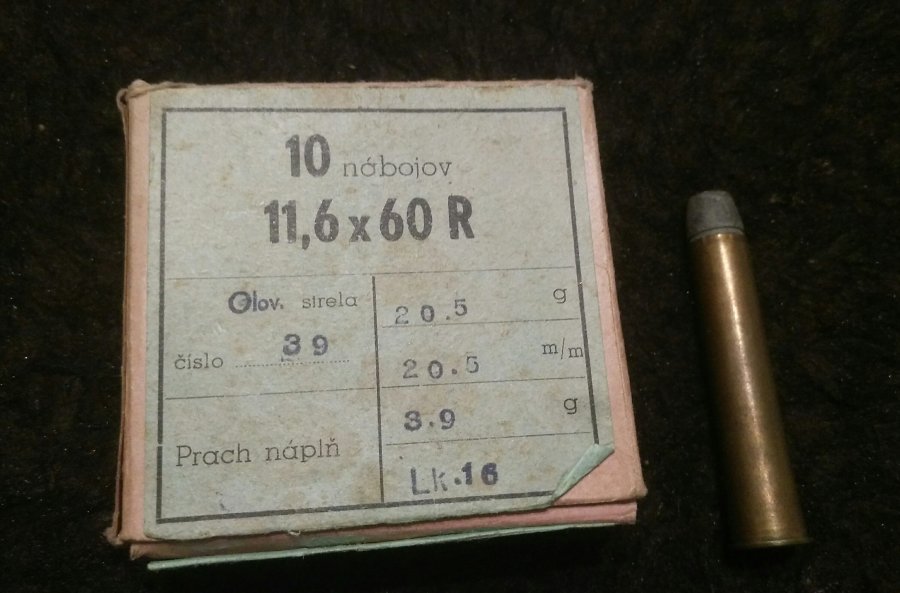 10 nábojov
11,6 x 60 R
Olov. strela
číslo 39
20.5 g
20.5 m/m
Prach náplň
3.9 g
Lk.16